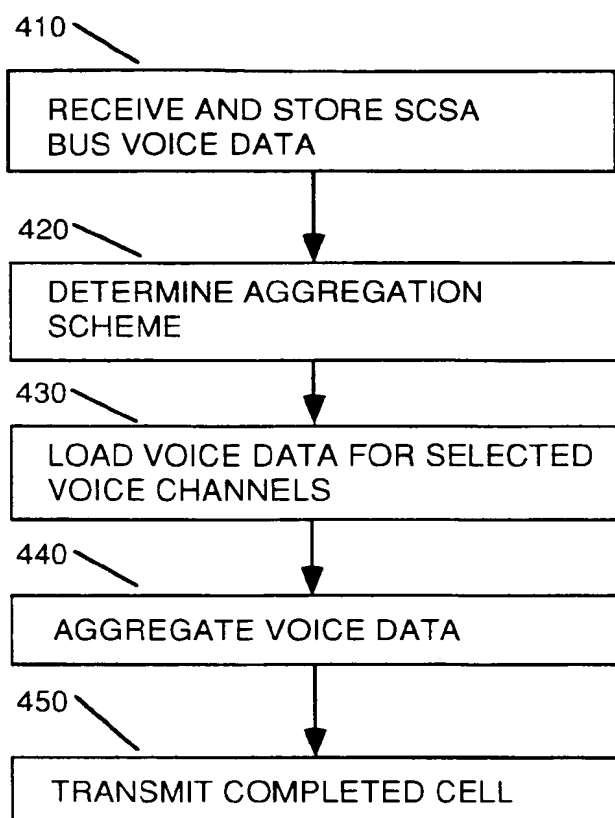 410
RECEIVE AND STORE SCSA
BUS VOICE DATA
420
DETERMINE AGGREGATION
SCHEME
430
LOAD VOICE DATA FOR SELECTED
VOICE CHANNELS
440
AGGREGATE VOICE DATA
450
TRANSMIT COMPLETED CELL